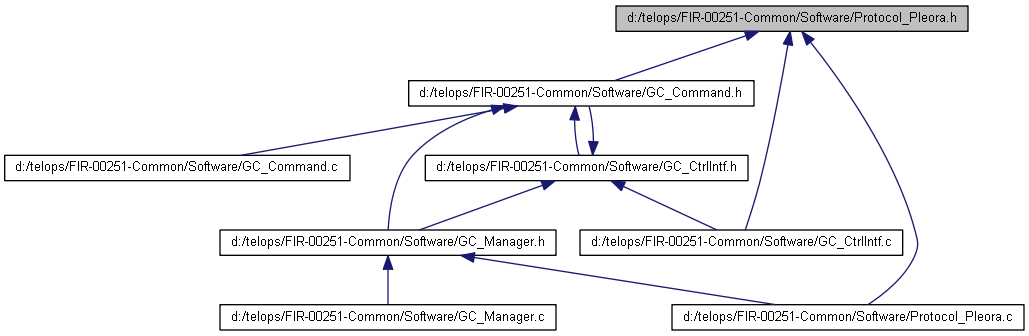 d:/telops/FIR-00251-Common/Software/Protocol_Pleora.h
d:/telops/FIR-00251-Common/Software/GC_Command.h
d:/telops/FIR-00251-Common/Software/GC_Command.c
d:/telops/FIR-00251-Common/Software/GC_CtrlIntf.h
d:/telops/FIR-00251-Common/Software/GC_Manager.h
d:/telops/FIR-00251-Common/Software/GC_CtrlIntf.c
d:/telops/FIR-00251-Common/Software/GC_Manager.c
d:/telops/FIR-00251-Common/Software/Protocol_Pleora.c